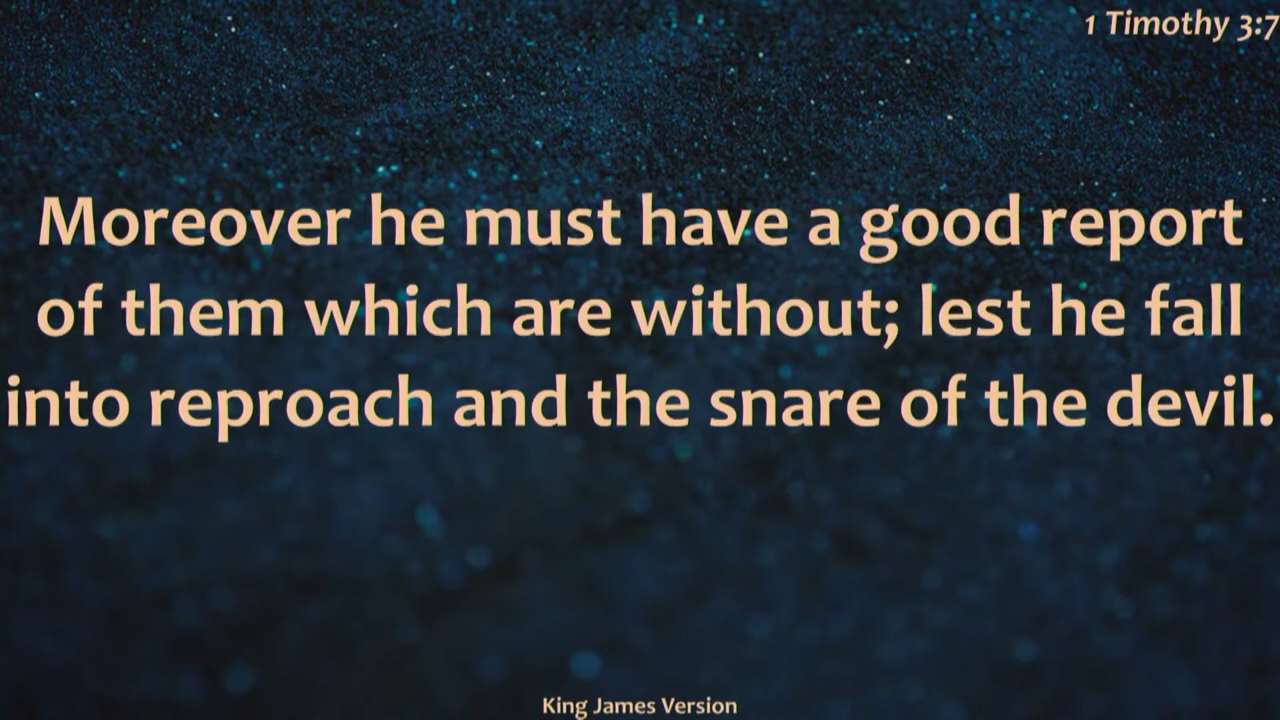 1 Timothy 3:7
Moreover he must have a good report
of them which are without; lest he fall
into reproach and the snare of the devil.
King James Version